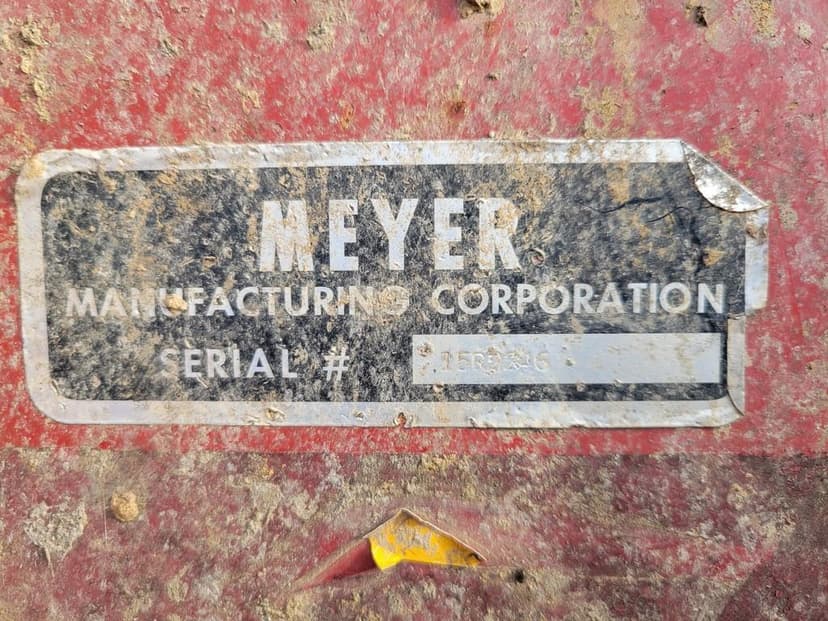 MEYER
MANUFACTURING CORPORATION
SERIAL #